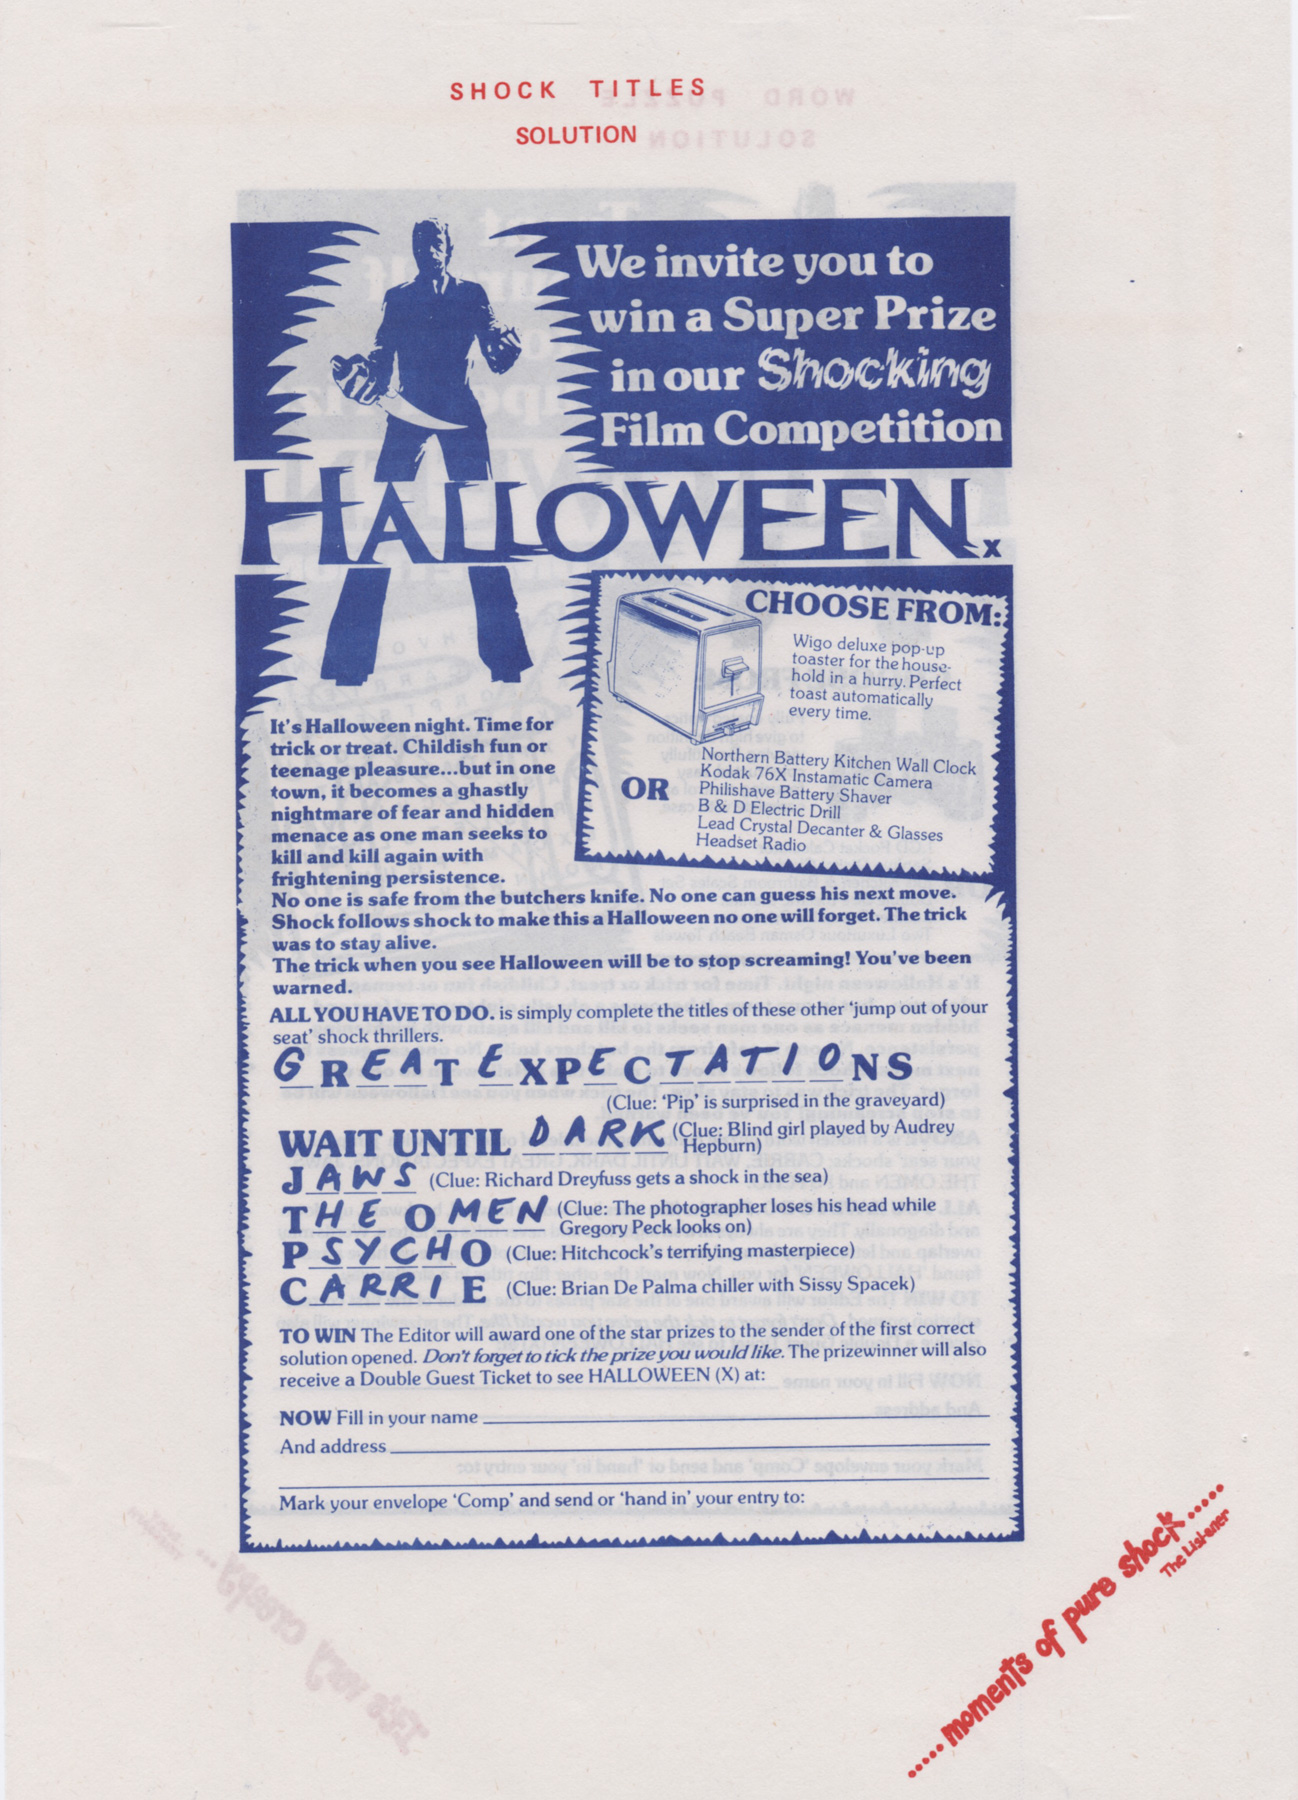 SHOCK TITLES
SOLUTION
We invite you to
win a Super Prize
in our Shocking
Film Competition
HALLOWEEN x
CHOOSE FROM:
Wigo deluxe pop-up
toaster for the house-
hold in a hurry. Perfect
toast automatically
every time.
OR
Northern Battery Kitchen Wall Clock
Kodak 76X Instamatic Camera
Philishave Battery Shaver
B & D Electric Drill
Lead Crystal Decanter & Glasses
Headset Radio
It's Halloween night. Time for
trick or treat. Childish fun or
teenage pleasure...but in one
town, it becomes a ghastly
nightmare of fear and hidden
menace as one man seeks to
kill and kill again with
frightening persistence.
No one is safe from the butchers knife. No one can guess his next move.
Shock follows shock to make this a Halloween no one will forget. The trick
was to stay alive.
The trick when you see Halloween will be to stop screaming! You've been
warned.
ALL YOU HAVE TO DO. is simply complete the titles of these other 'jump out of your
seat' shock thrillers.
GREAT EXPECTATIONS
(Clue: 'Pip' is surprised in the graveyard)
WAIT UNTIL DARK (Clue: Blind girl played by Audrey
Hepburn)
JAWS (Clue: Richard Dreyfuss gets a shock in the sea)
THE OMEN (Clue: The photographer loses his head while
Gregory Peck looks on)
PSYCHO (Clue: Hitchcock's terrifying masterpiece)
CARRIE (Clue: Brian De Palma chiller with Sissy Spacek)
TO WIN The Editor will award one of the star prizes to the sender of the first correct
solution opened. Don't forget to tick the prize you would like. The prizewinner will also
receive a Double Guest Ticket to see HALLOWEEN (X) at:
NOW Fill in your name
And address
Mark your envelope 'Comp' and send or 'hand in' your entry to:
..... moments of pure shock .....
The Listener